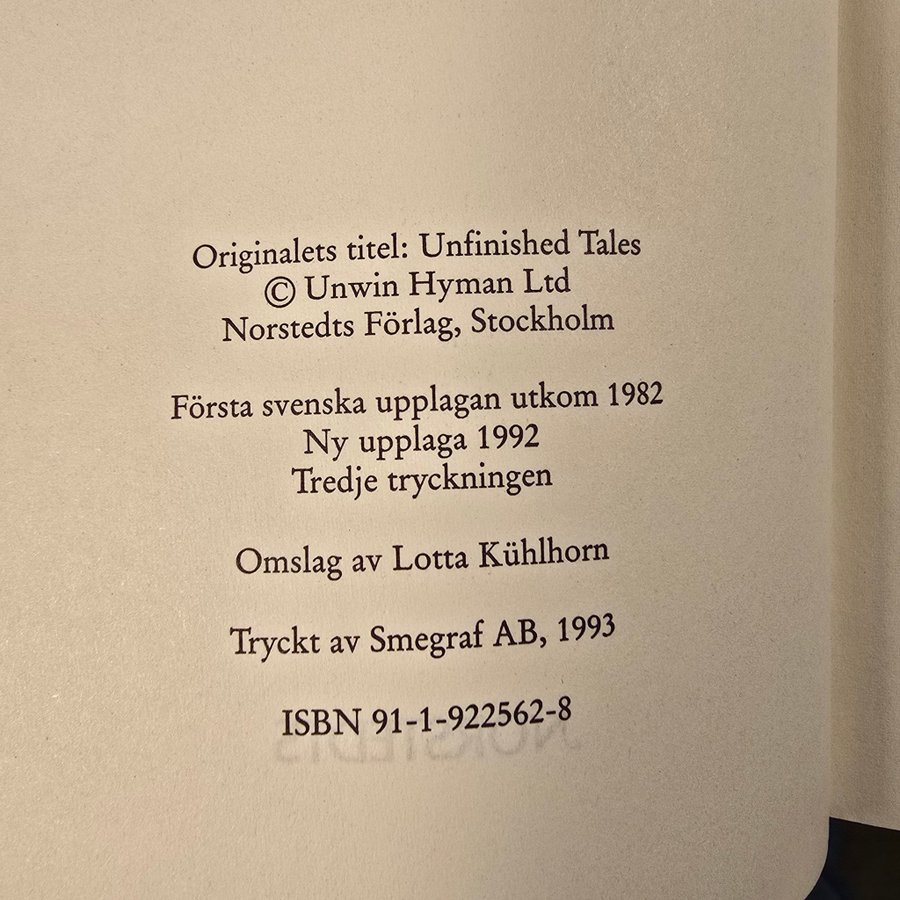 Originalets titel: Unfinished Tales
© Unwin Hyman Ltd
Norstedts Förlag, Stockholm
Första svenska upplagan utkom 1982
Ny upplaga 1992
Tredje tryckningen
Omslag av Lotta Kühlhorn
Tryckt av Smegraf AB, 1993
ISBN 91-1-922562-8
NORSTEDTS